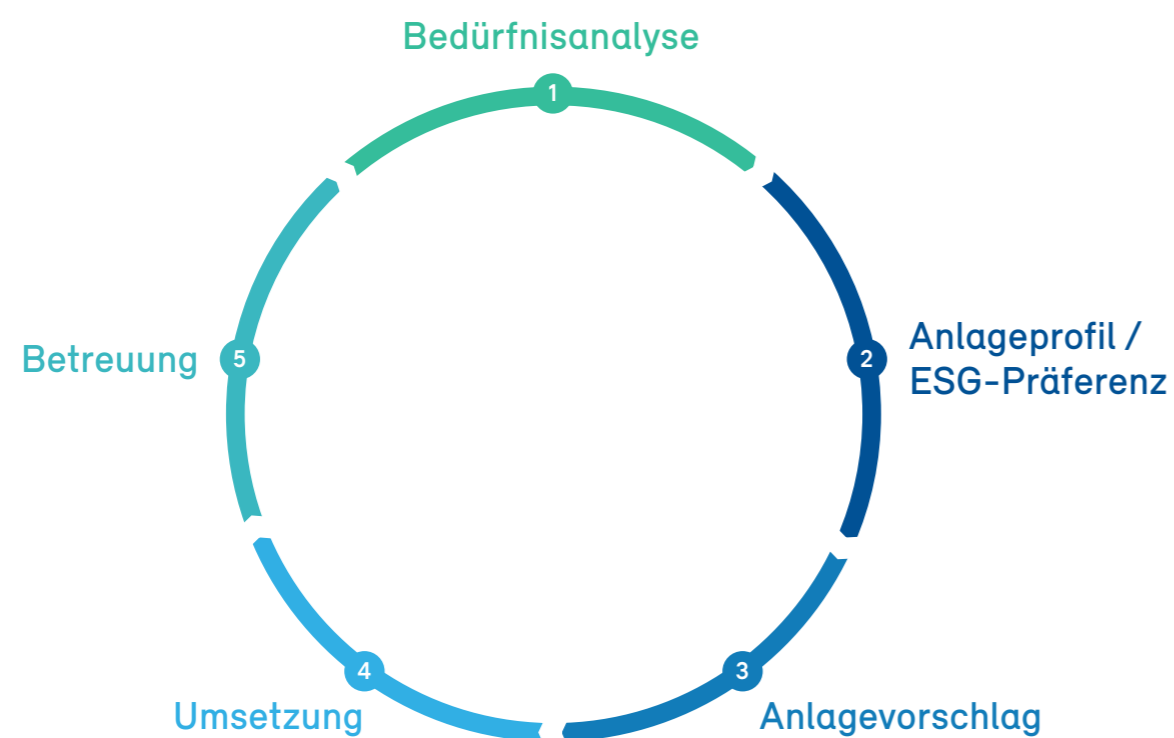 Bedürfnisanalyse
1
2
Anlageprofil /
ESG-Präferenz
3
Anlagevorschlag
4
Umsetzung
5
Betreuung